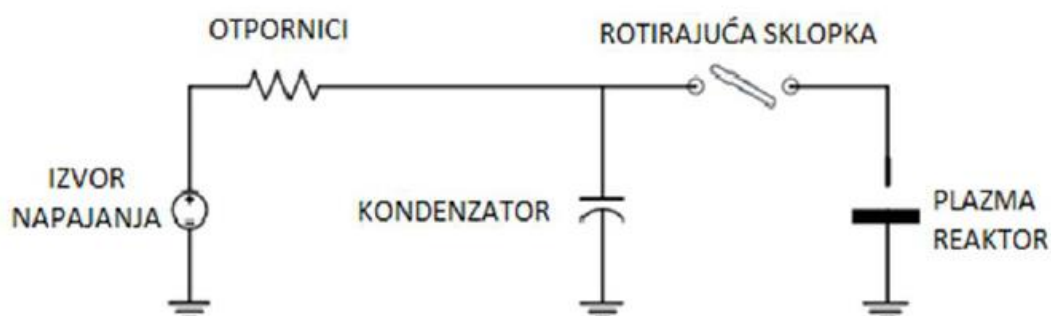 OTPORNICI
ROTIRAJUĆA SKLOPKA
IZVOR
NAPAJANJA
KONDENZATOR
PLAZMA
REAKTOR